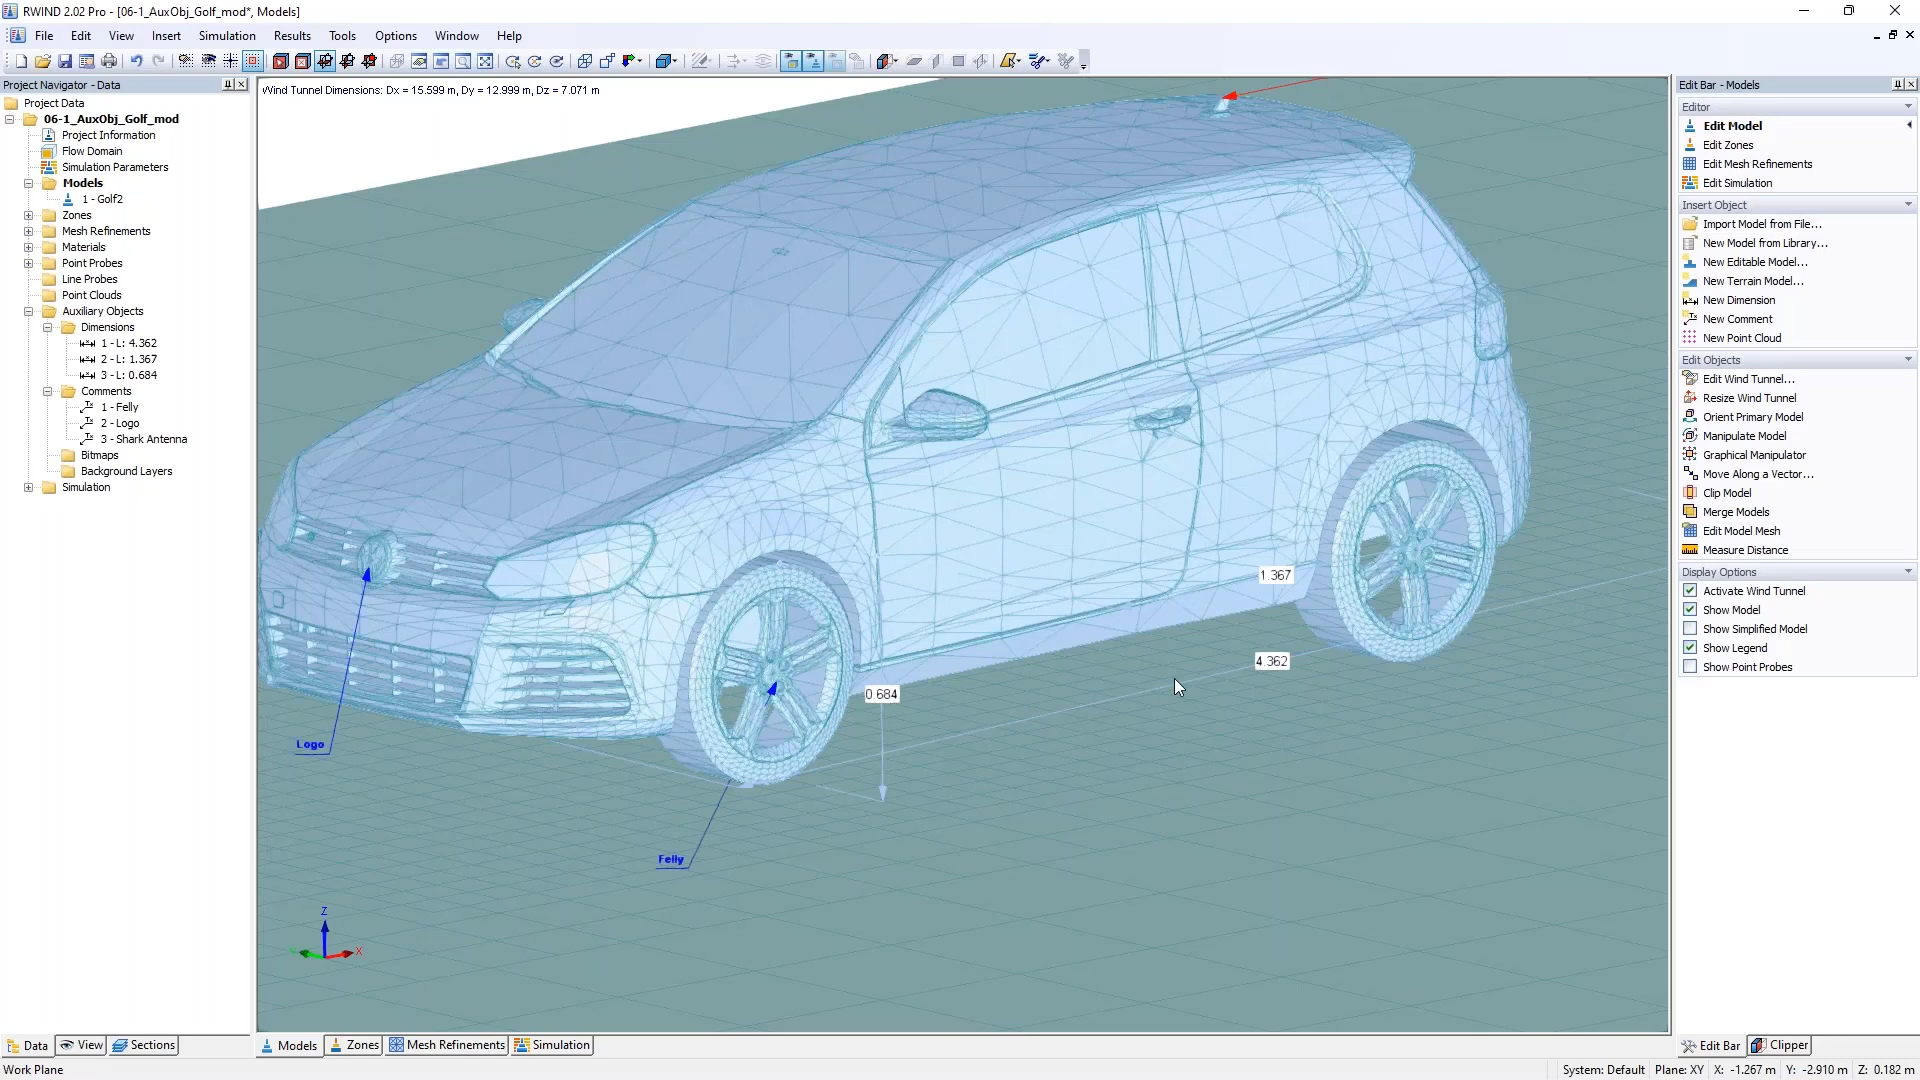 RWIND 2.02 Pro - [06-1_AuxObj_Golf_mod*, Models]
File Edit View Insert Simulation Results Tools Options Window Help
Project Navigator - Data
Project Data
06-1_AuxObj_Golf_mod
Project Information
Flow Domain
Simulation Parameters
Models
1 - Golf2
Zones
Mesh Refinements
Materials
Point Probes
Line Probes
Point Clouds
Auxiliary Objects
Dimensions
1 - L: 4.362
2 - L: 1.367
3 - L: 0.684
Comments
1 - Felly
2 - Logo
3 - Shark Antenna
Bitmaps
Background Layers
Simulation
Data View Sections
Wind Tunnel Dimensions: Dx = 15.599 m, Dy = 12.999 m, Dz = 7.071 m
1.367
4.362
0.684
Logo
Felly
Z
X
Models Zones Mesh Refinements Simulation
Edit Bar - Models
Editor
Edit Model
Edit Zones
Edit Mesh Refinements
Edit Simulation
Insert Object
Import Model from File...
New Model from Library...
New Editable Model...
New Terrain Model...
New Dimension
New Comment
New Point Cloud
Edit Objects
Edit Wind Tunnel...
Resize Wind Tunnel
Orient Primary Model
Manipulate Model
Graphical Manipulator
Move Along a Vector...
Clip Model
Merge Models
Edit Model Mesh
Measure Distance
Display Options
Activate Wind Tunnel
Show Model
Show Simplified Model
Show Legend
Show Point Probes
Edit Bar Clipper
Work Plane
System: Default Plane: XY X: -1.267 m Y: -2.910 m Z: 0.182 m